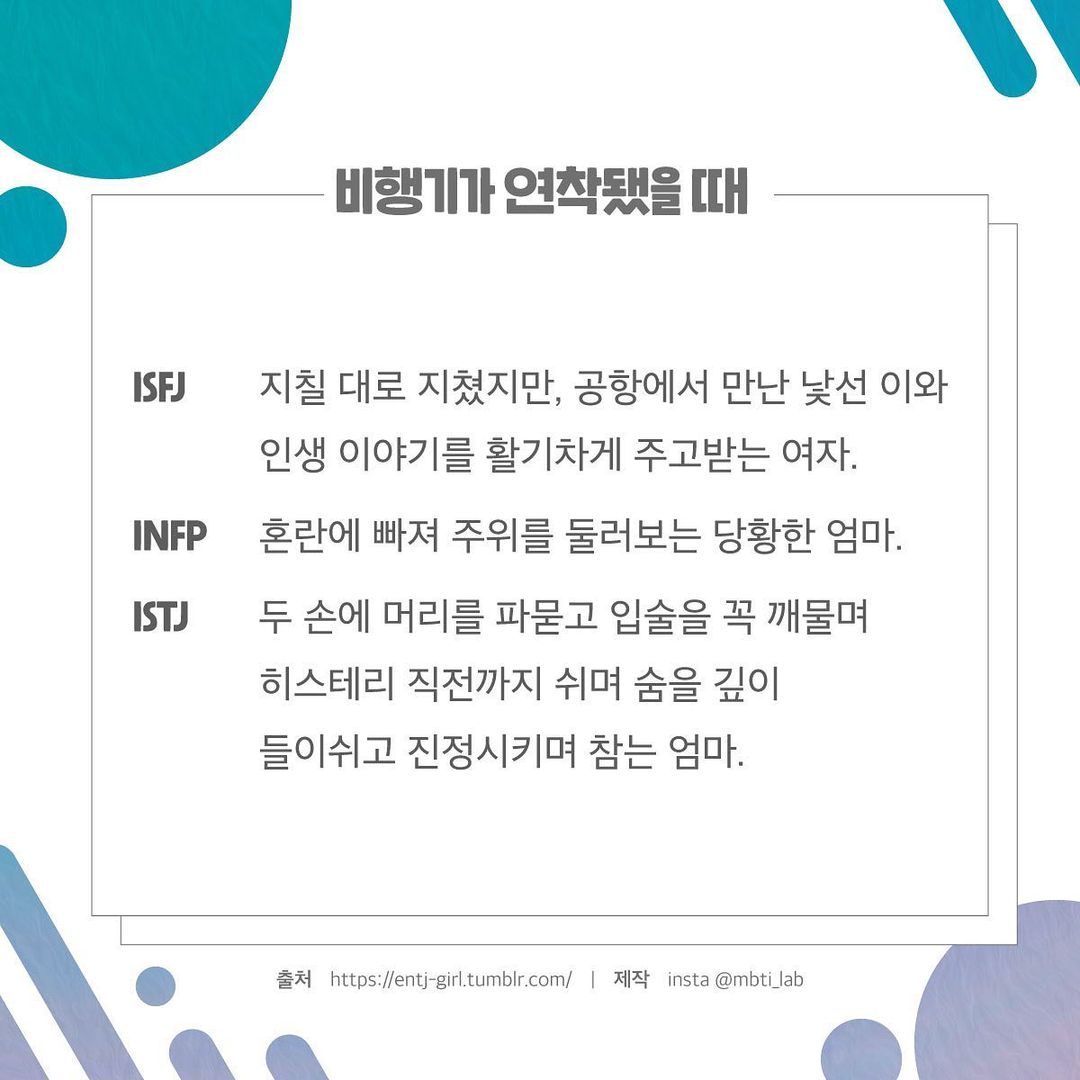 비행기가 연착됐을 때
ISFJ 지칠 대로 지쳤지만, 공항에서 만난 낯선 이와
인생 이야기를 활기차게 주고받는 여자.
INFP 혼란에 빠져 주위를 둘러보는 당황한 엄마.
ISTJ 두 손에 머리를 파묻고 입술을 꼭 깨물며
히스테리 직전까지 쉬며 숨을 깊이
들이쉬고 진정시키며 참는 엄마.
출처 https://entj-girl.tumblr.com/ | 제작 insta @mbti_lab